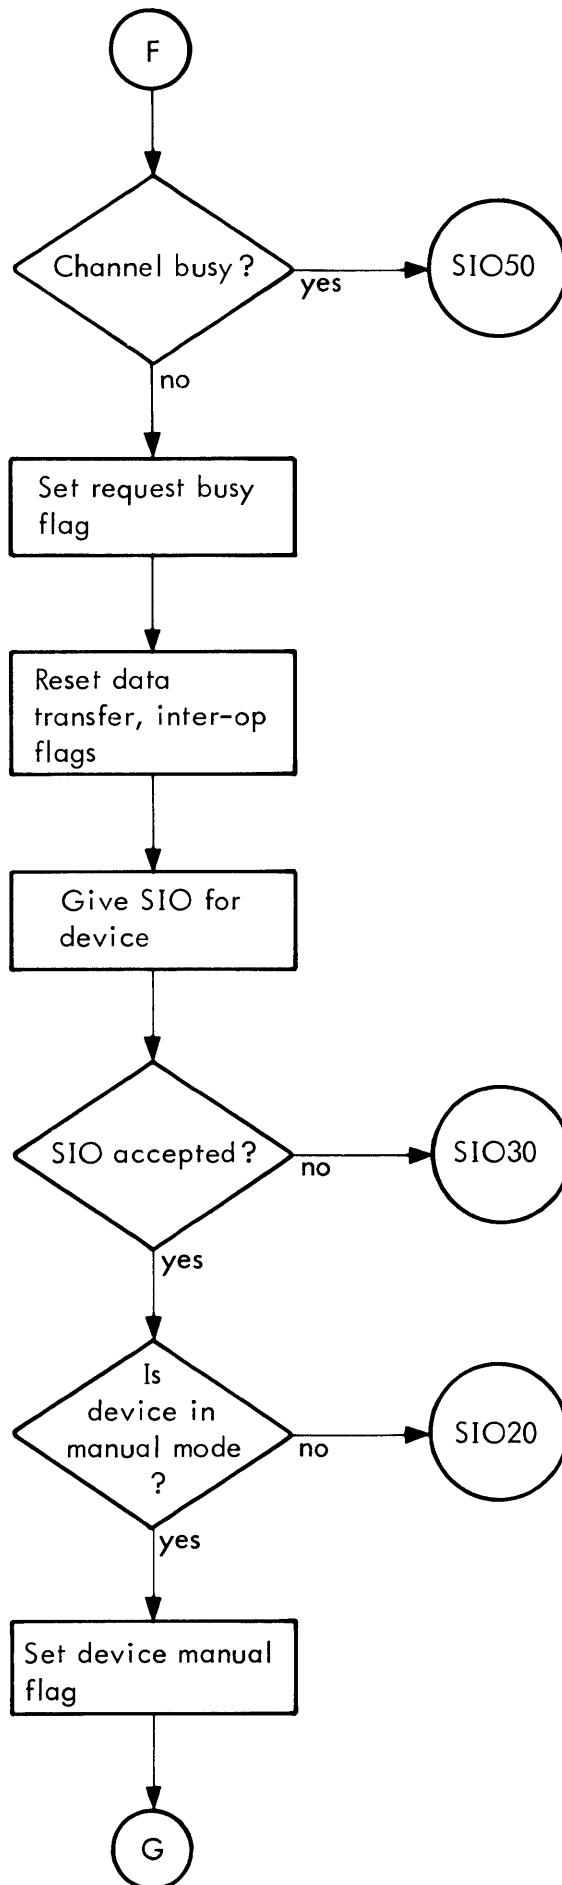 F
Channel busy?
SIO50
yes
no
Set request busy
flag
Reset data
transfer, inter-op
flags
Give SIO for
device
SIO accepted?
SIO30
no
yes
Is
device in
manual mode
?
SIO20
no
yes
Set device manual
flag
G